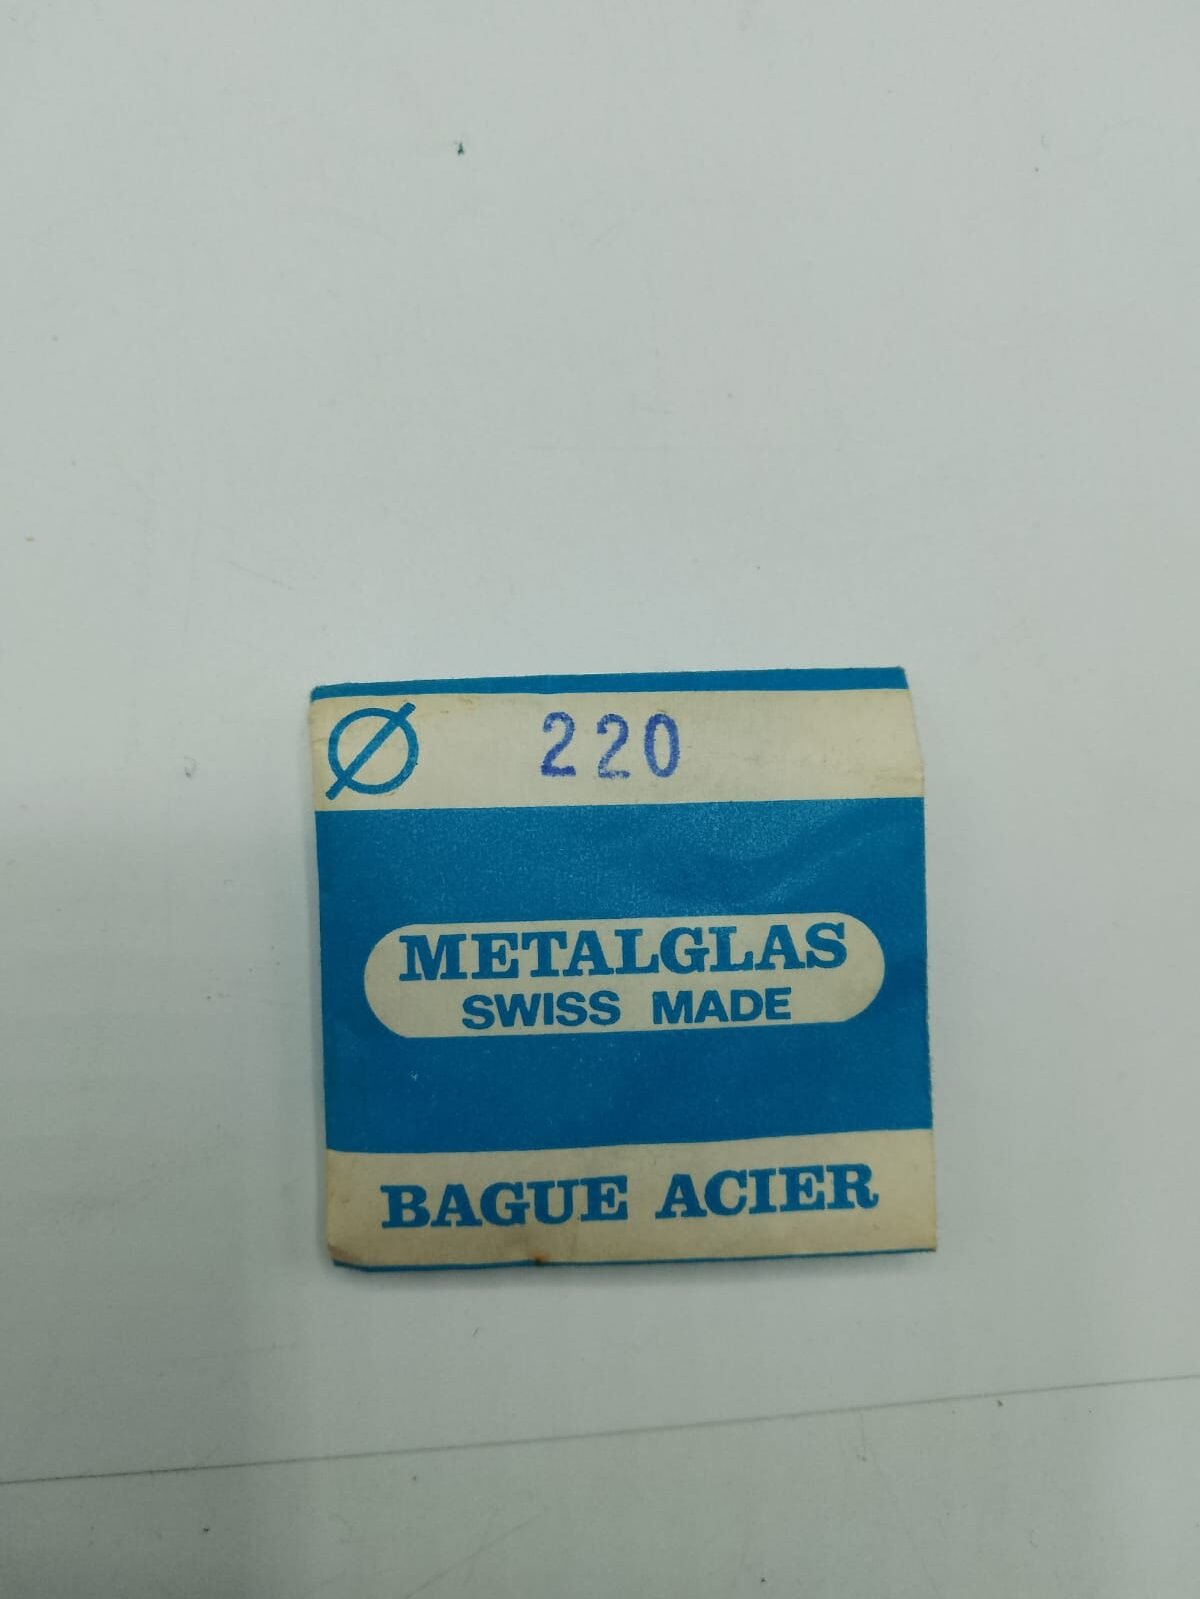 Ø 220
METALGLAS
SWISS MADE
BAGUE ACIER